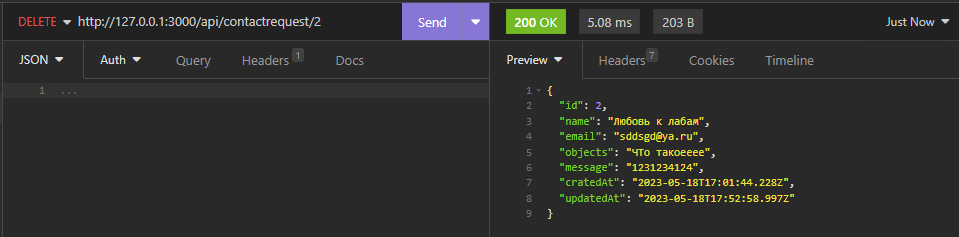 DELETE http://127.0.0.1:3000/api/contactrequest/2 Send 200 OK 5.08 ms 203 B Just Now
JSON Auth Query Headers 1 Docs Preview Headers 7 Cookies Timeline
1 ...
1 {
2 "id": 2,
3 "name": "Любовь к лабам",
4 "email": "sddsgd@ya.ru",
5 "objects": "ЧТо такоееее",
6 "message": "1231234124",
7 "cratedAt": "2023-05-18T17:01:44.228Z",
8 "updatedAt": "2023-05-18T17:52:58.997Z"
9 }